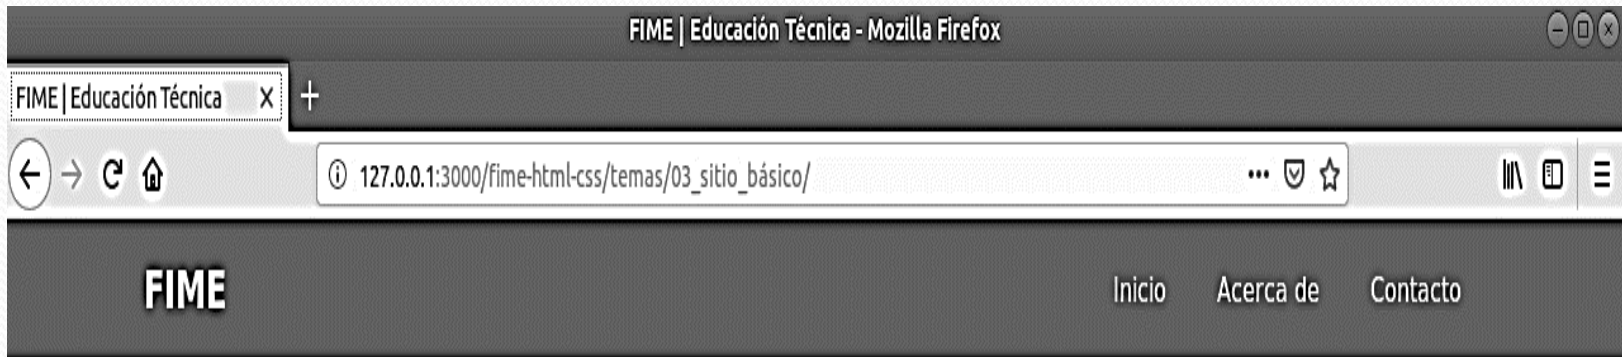 FIME | Educación Técnica - Mozilla Firefox
FIME | Educación Técnica
127.0.0.1:3000/fime-html-css/temas/03_sitio_básico/
FIME Inicio Acerca de Contacto